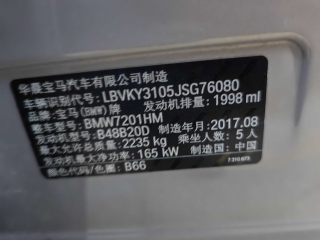 华晨宝马汽车有限公司制造
车辆识别代号: LBVKY3105JSG76080
品牌: 宝马(BMW)牌 发动机排量: 1998 ml
整车型号: BMW7201HM
发动机型号: B48B20D 制造年月: 2017.08
最大允许总质量: 2235 kg 乘坐人数: 5人
发动机最大净功率: 165 kW 中国制造
颜色代码/色图: B66